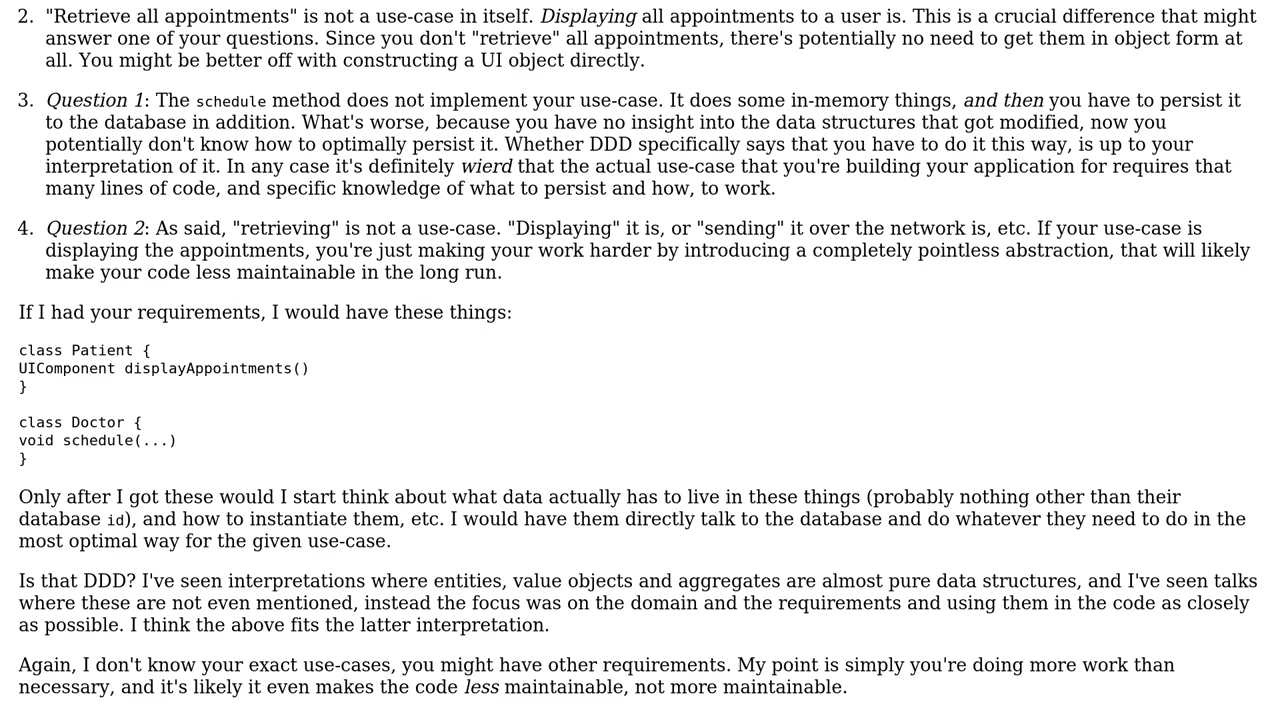 2. "Retrieve all appointments" is not a use-case in itself. Displaying all appointments to a user is. This is a crucial difference that might
answer one of your questions. Since you don't "retrieve" all appointments, there's potentially no need to get them in object form at
all. You might be better off with constructing a UI object directly.
3. Question 1: The schedule method does not implement your use-case. It does some in-memory things, and then you have to persist it
to the database in addition. What's worse, because you have no insight into the data structures that got modified, now you
potentially don't know how to optimally persist it. Whether DDD specifically says that you have to do it this way, is up to your
interpretation of it. In any case it's definitely wierd that the actual use-case that you're building your application for requires that
many lines of code, and specific knowledge of what to persist and how, to work.
4. Question 2: As said, "retrieving" is not a use-case. "Displaying" it is, or "sending" it over the network is, etc. If your use-case is
displaying the appointments, you're just making your work harder by introducing a completely pointless abstraction, that will likely
make your code less maintainable in the long run.
If I had your requirements, I would have these things:
class Patient {
UIComponent displayAppointments()
}
class Doctor {
void schedule(...)
}
Only after I got these would I start think about what data actually has to live in these things (probably nothing other than their
database id), and how to instantiate them, etc. I would have them directly talk to the database and do whatever they need to do in the
most optimal way for the given use-case.
Is that DDD? I've seen interpretations where entities, value objects and aggregates are almost pure data structures, and I've seen talks
where these are not even mentioned, instead the focus was on the domain and the requirements and using them in the code as closely
as possible. I think the above fits the latter interpretation.
Again, I don't know your exact use-cases, you might have other requirements. My point is simply you're doing more work than
necessary, and it's likely it even makes the code less maintainable, not more maintainable.